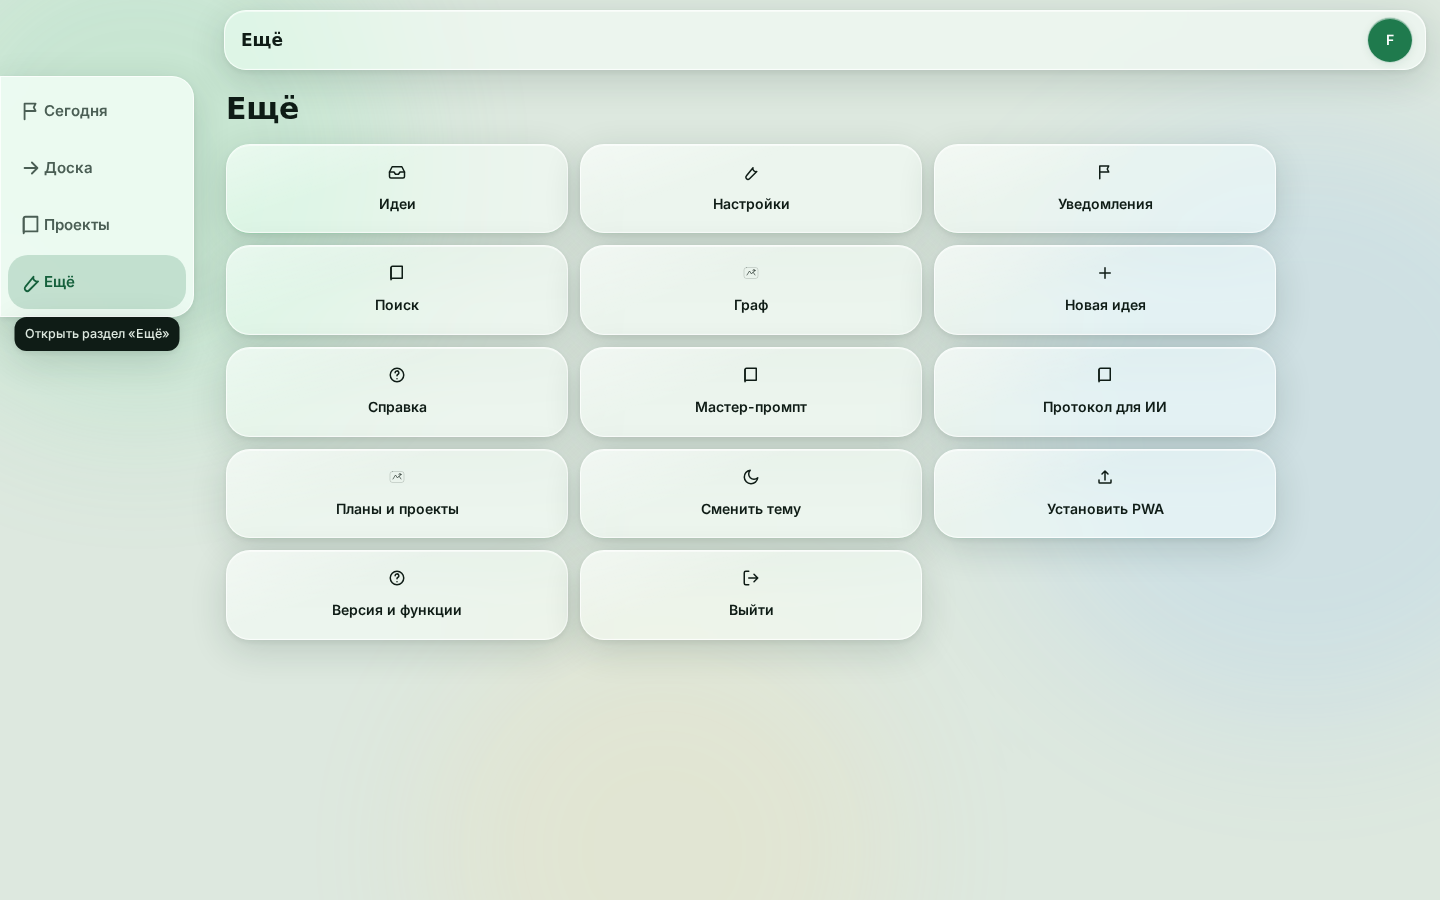 Ещё
F
Сегодня
Доска
Проекты
Ещё
Открыть раздел «Ещё»
Ещё
Идеи
Настройки
Уведомления
Поиск
Граф
Новая идея
Справка
Мастер-промпт
Протокол для ИИ
Планы и проекты
Сменить тему
Установить PWA
Версия и функции
Выйти